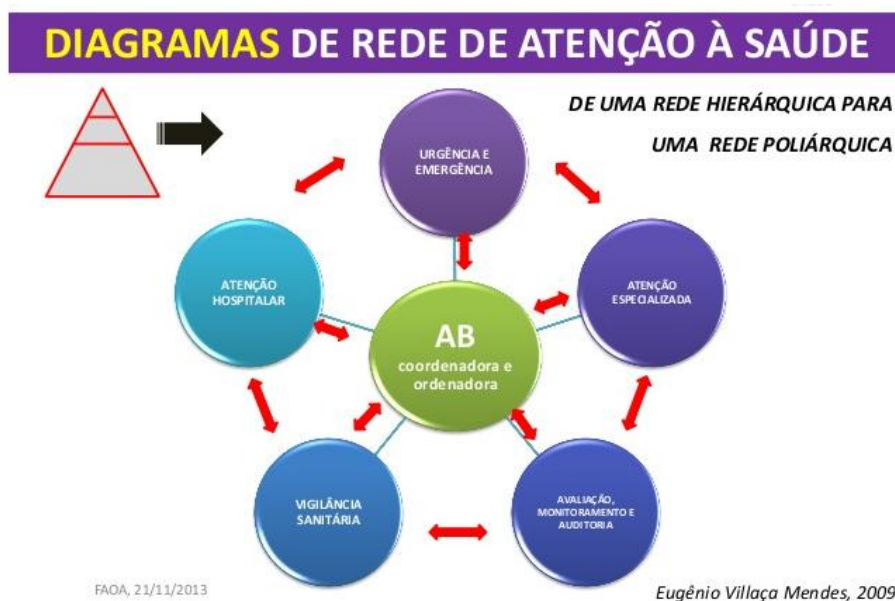 DIAGRAMAS DE REDE DE ATENÇÃO À SAÚDE
DE UMA REDE HIERÁRQUICA PARA
UMA REDE POLIÁRQUICA
URGÊNCIA E
EMERGÊNCIA
ATENÇÃO
HOSPITALAR
ATENÇÃO
ESPECIALIZADA
AB
coordenadora e
ordenadora
VIGILÂNCIA
SANITÁRIA
AVALIAÇÃO,
MONITORAMENTO E
AUDITORIA
FAOA, 21/11/2013
Eugênio Villaça Mendes, 2009